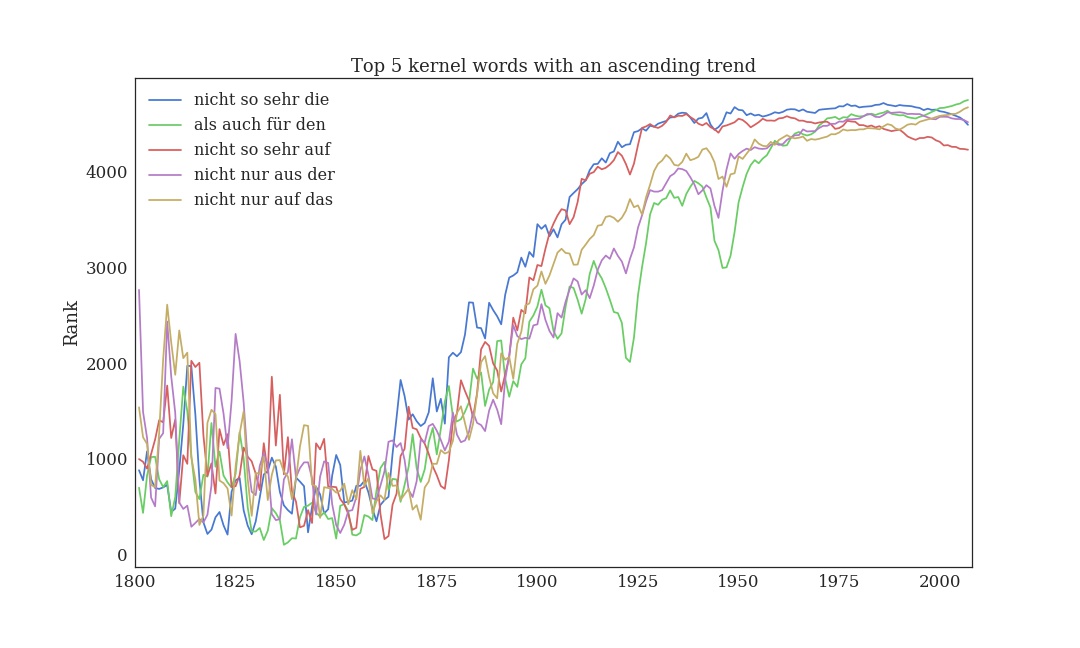 Top 5 kernel words with an ascending trend
nicht so sehr die
als auch für den
nicht so sehr auf
nicht nur aus der
nicht nur auf das
Rank
4000
3000
2000
1000
0
1800 1825 1850 1875 1900 1925 1950 1975 2000